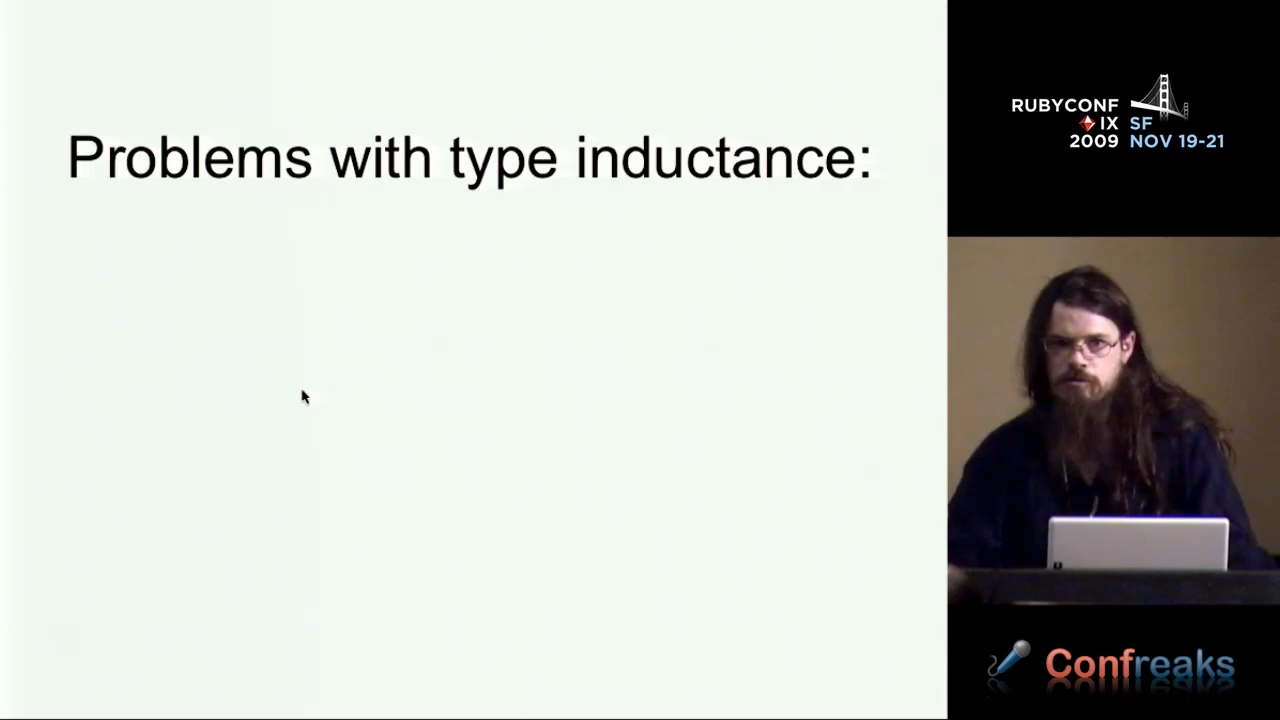 Problems with type inductance:
RUBYCONF
IX SF
2009 NOV 19-21
Confreaks